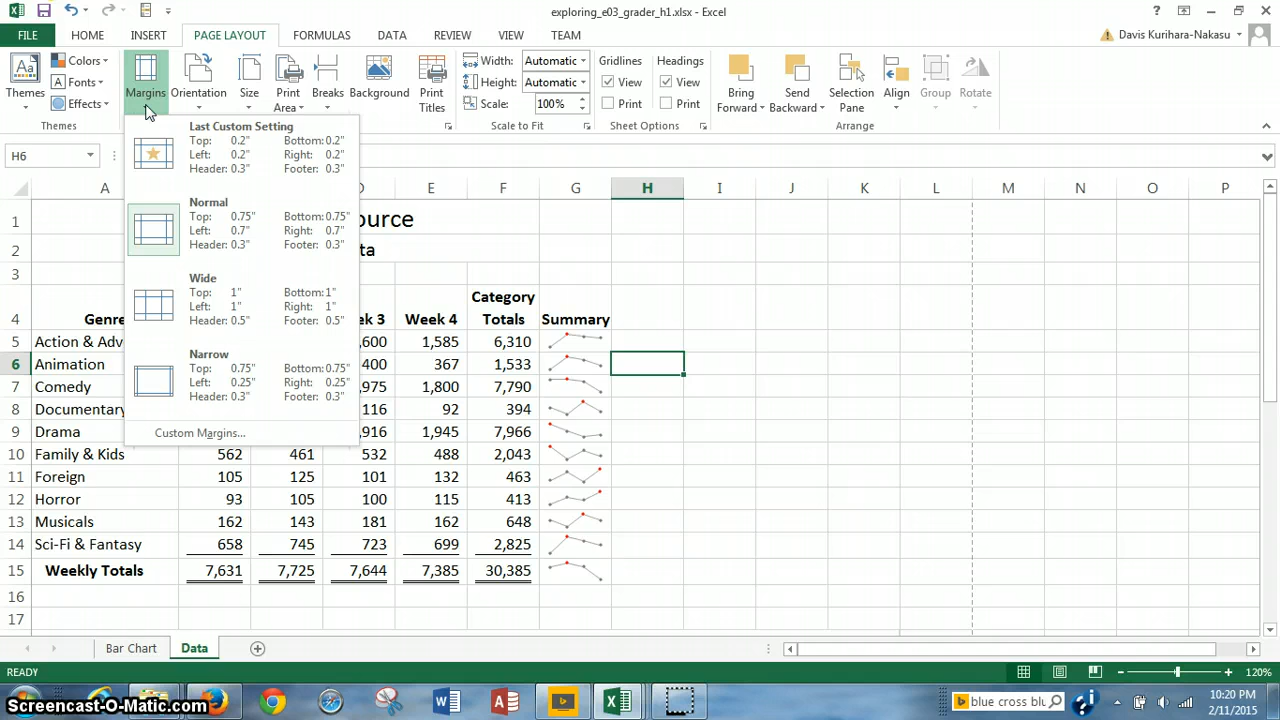 exploring_e03_grader_h1.xlsx - Excel
FILE HOME INSERT PAGE LAYOUT FORMULAS DATA REVIEW VIEW TEAM Davis Kurihara-Nakasu
Themes
Colors
Fonts
Effects
Themes
Margins
Orientation
Size
Print Area
Breaks
Background
Print Titles
Width: Automatic
Height: Automatic
Scale: 100%
Scale to Fit
Gridlines
View
Print
Headings
View
Print
Sheet Options
Bring Forward
Send Backward
Selection Pane
Align
Group
Rotate
Arrange
H6
Last Custom Setting
Top: 0.2" Bottom: 0.2"
Left: 0.2" Right: 0.2"
Header: 0.3" Footer: 0.3"
Normal
Top: 0.75" Bottom: 0.75"
Left: 0.7" Right: 0.7"
Header: 0.3" Footer: 0.3"
Wide
Top: 1" Bottom: 1"
Left: 1" Right: 1"
Header: 0.5" Footer: 0.5"
Narrow
Top: 0.75" Bottom: 0.75"
Left: 0.25" Right: 0.25"
Header: 0.3" Footer: 0.3"
Custom Margins...
A E F G H I J K L M N O P
1 ource
2 ta
3
4 Genre k 3 Week 4 Category Totals Summary
5 Action & Adv ,600 1,585 6,310
6 Animation 400 367 1,533
7 Comedy ,975 1,800 7,790
8 Documentary 116 92 394
9 Drama ,916 1,945 7,966
10 Family & Kids 562 461 532 488 2,043
11 Foreign 105 125 101 132 463
12 Horror 93 105 100 115 413
13 Musicals 162 143 181 162 648
14 Sci-Fi & Fantasy 658 745 723 699 2,825
15 Weekly Totals 7,631 7,725 7,644 7,385 30,385
16
17
Bar Chart Data
READY 120%
blue cross bl
10:20 PM
2/11/2015
Screencast-O-Matic.com